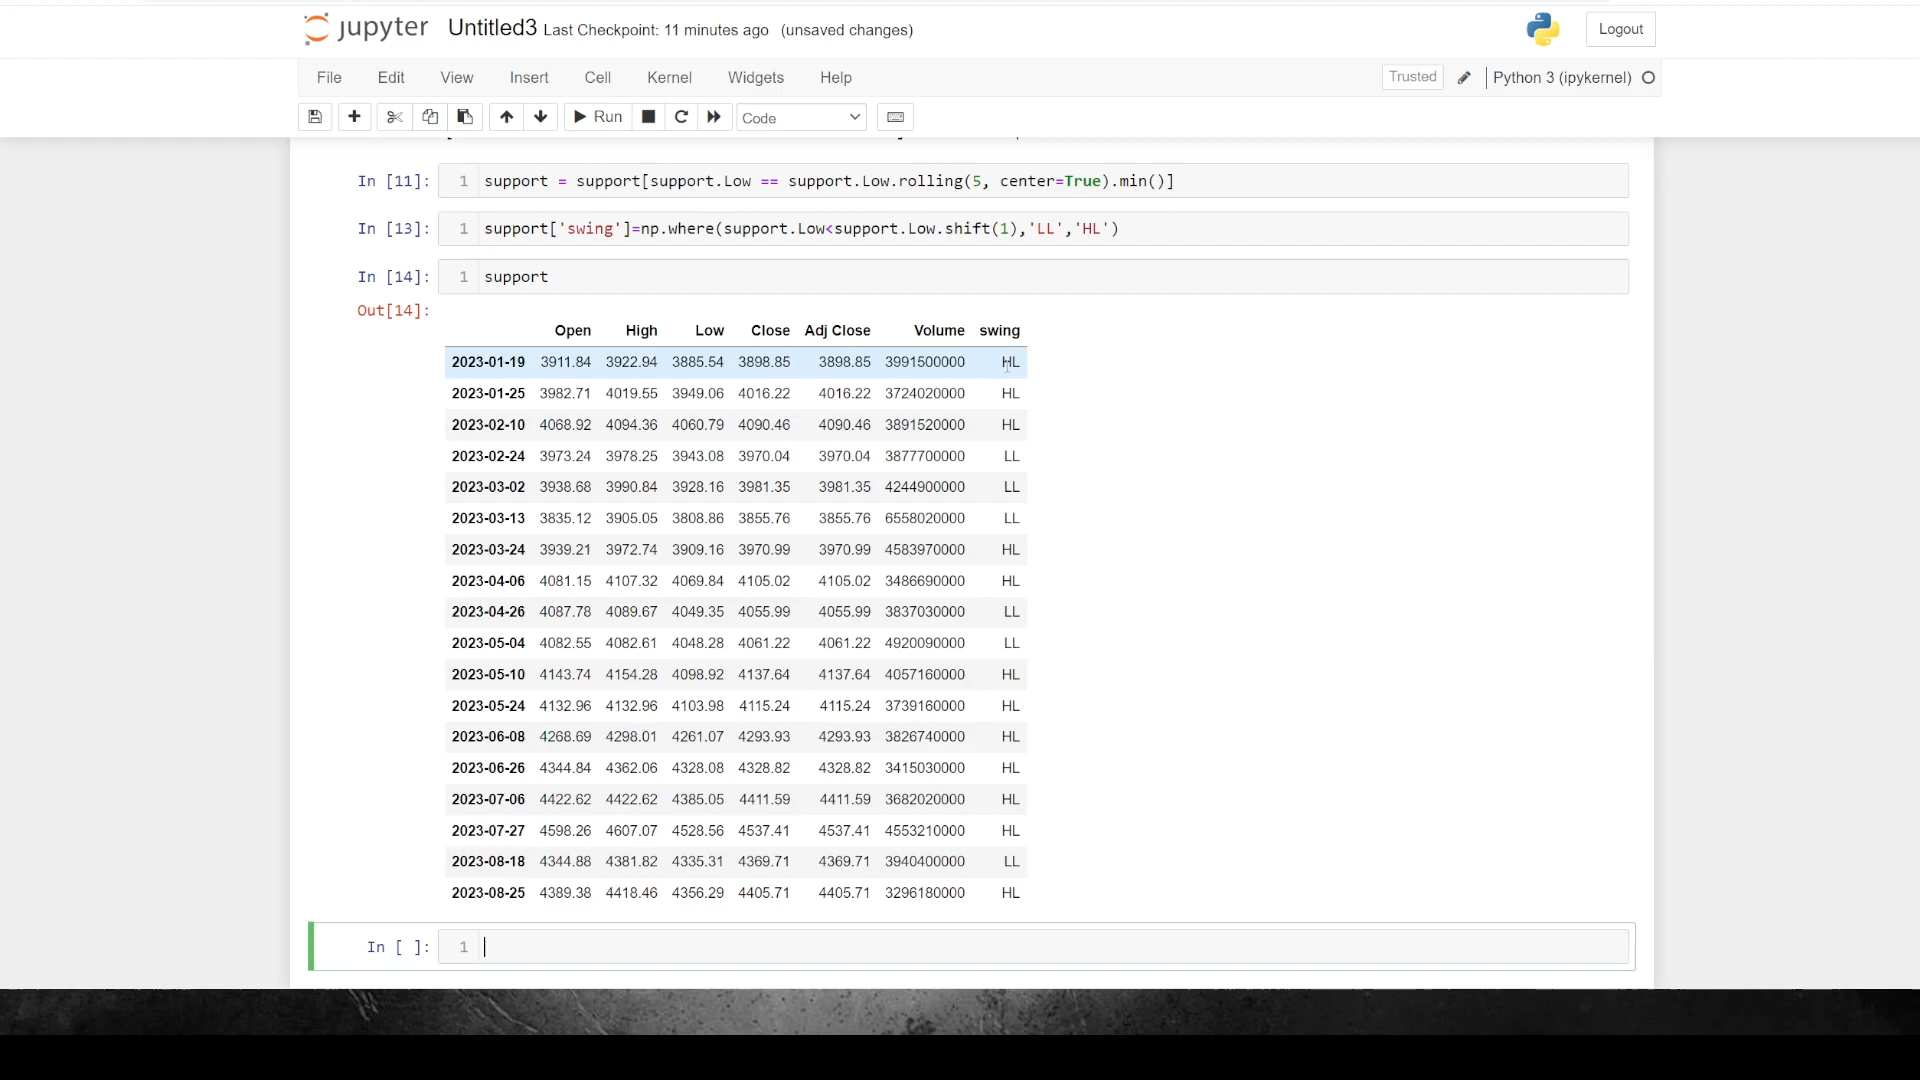 jupyter Untitled3 Last Checkpoint: 11 minutes ago (unsaved changes) Logout
File Edit View Insert Cell Kernel Widgets Help Trusted Python 3 (ipykernel)
Run Code
In [11]: 1 support = support[support.Low == support.Low.rolling(5, center=True).min()]
In [13]: 1 support['swing']=np.where(support.Low<support.Low.shift(1),'LL','HL')
In [14]: 1 support
Out[14]:
Open High Low Close Adj Close Volume swing
2023-01-19 3911.84 3922.94 3885.54 3898.85 3898.85 3991500000 HL
2023-01-25 3982.71 4019.55 3949.06 4016.22 4016.22 3724020000 HL
2023-02-10 4068.92 4094.36 4060.79 4090.46 4090.46 3891520000 HL
2023-02-24 3973.24 3978.25 3943.08 3970.04 3970.04 3877700000 LL
2023-03-02 3938.68 3990.84 3928.16 3981.35 3981.35 4244900000 LL
2023-03-13 3835.12 3905.05 3808.86 3855.76 3855.76 6558020000 LL
2023-03-24 3939.21 3972.74 3909.16 3970.99 3970.99 4583970000 HL
2023-04-06 4081.15 4107.32 4069.84 4105.02 4105.02 3486690000 HL
2023-04-26 4087.78 4089.67 4049.35 4055.99 4055.99 3837030000 LL
2023-05-04 4082.55 4082.61 4048.28 4061.22 4061.22 4920090000 LL
2023-05-10 4143.74 4154.28 4098.92 4137.64 4137.64 4057160000 HL
2023-05-24 4132.96 4132.96 4103.98 4115.24 4115.24 3739160000 HL
2023-06-08 4268.69 4298.01 4261.07 4293.93 4293.93 3826740000 HL
2023-06-26 4344.84 4362.06 4328.08 4328.82 4328.82 3415030000 HL
2023-07-06 4422.62 4422.62 4385.05 4411.59 4411.59 3682020000 HL
2023-07-27 4598.26 4607.07 4528.56 4537.41 4537.41 4553210000 HL
2023-08-18 4344.88 4381.82 4335.31 4369.71 4369.71 3940400000 LL
2023-08-25 4389.38 4418.46 4356.29 4405.71 4405.71 3296180000 HL
In [ ]: 1